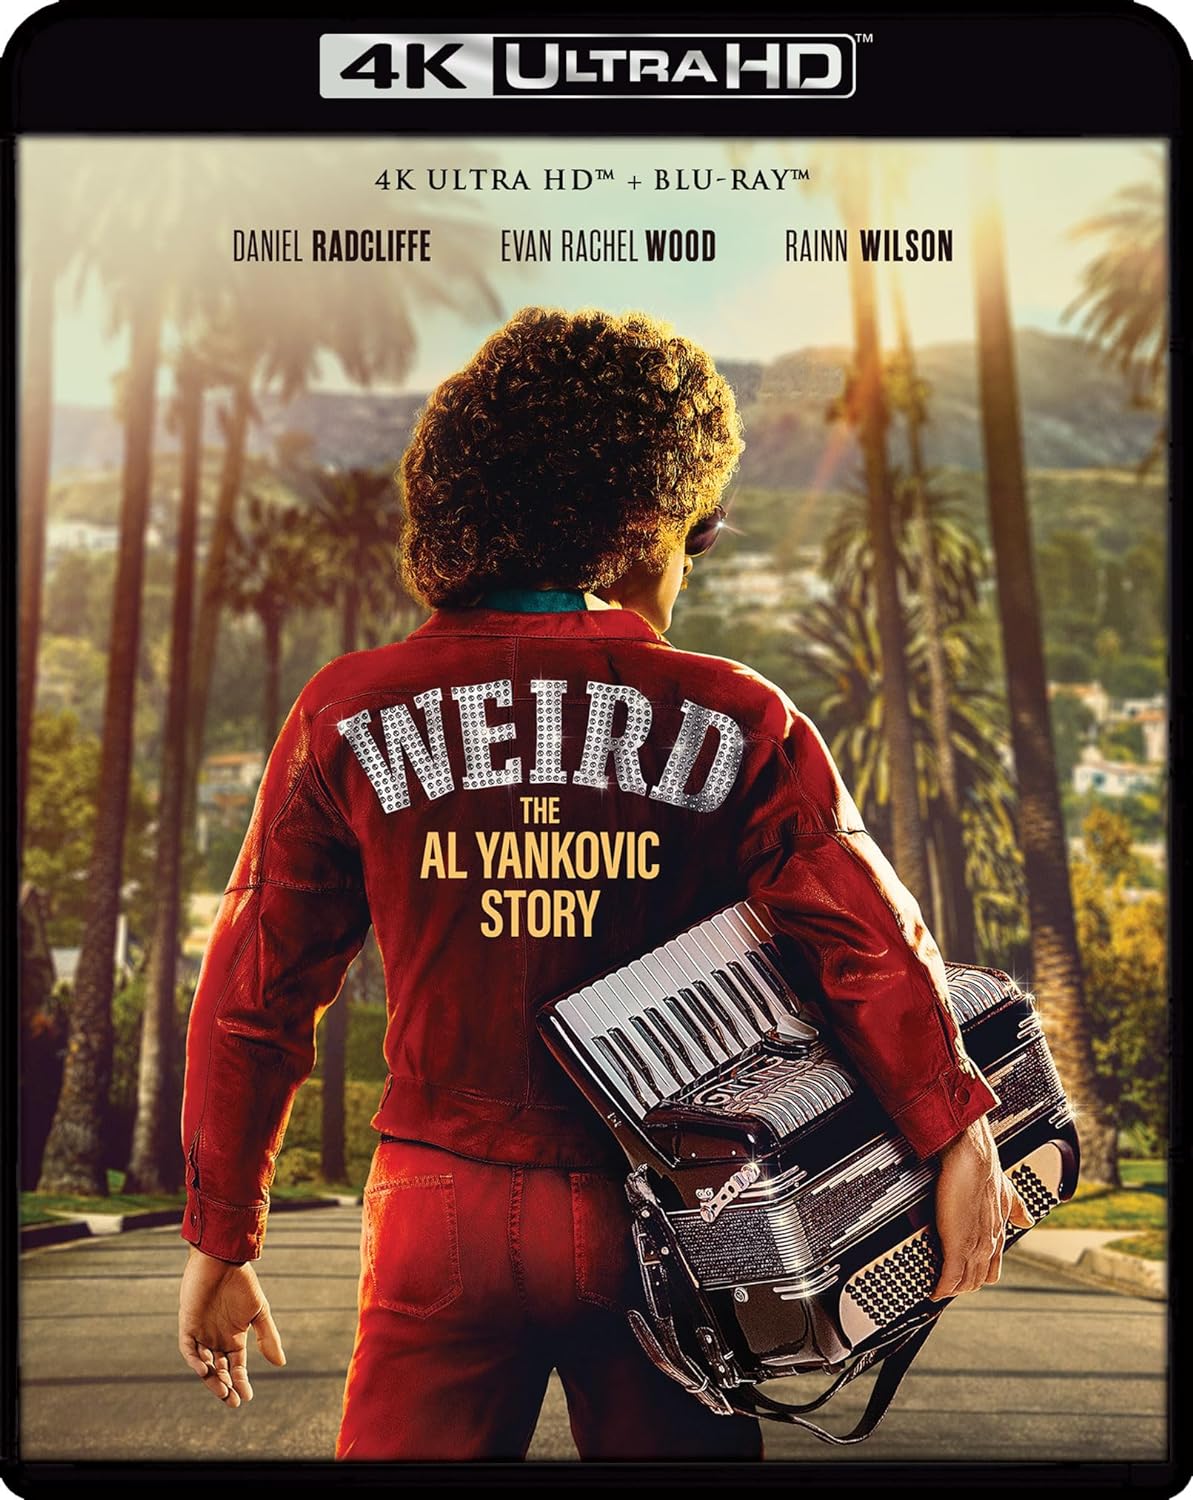 4K ULTRA HD™
4K ULTRA HD™ + BLU-RAY™
DANIEL RADCLIFFE EVAN RACHEL WOOD RAINN WILSON
WEIRD
THE
AL YANKOVIC
STORY